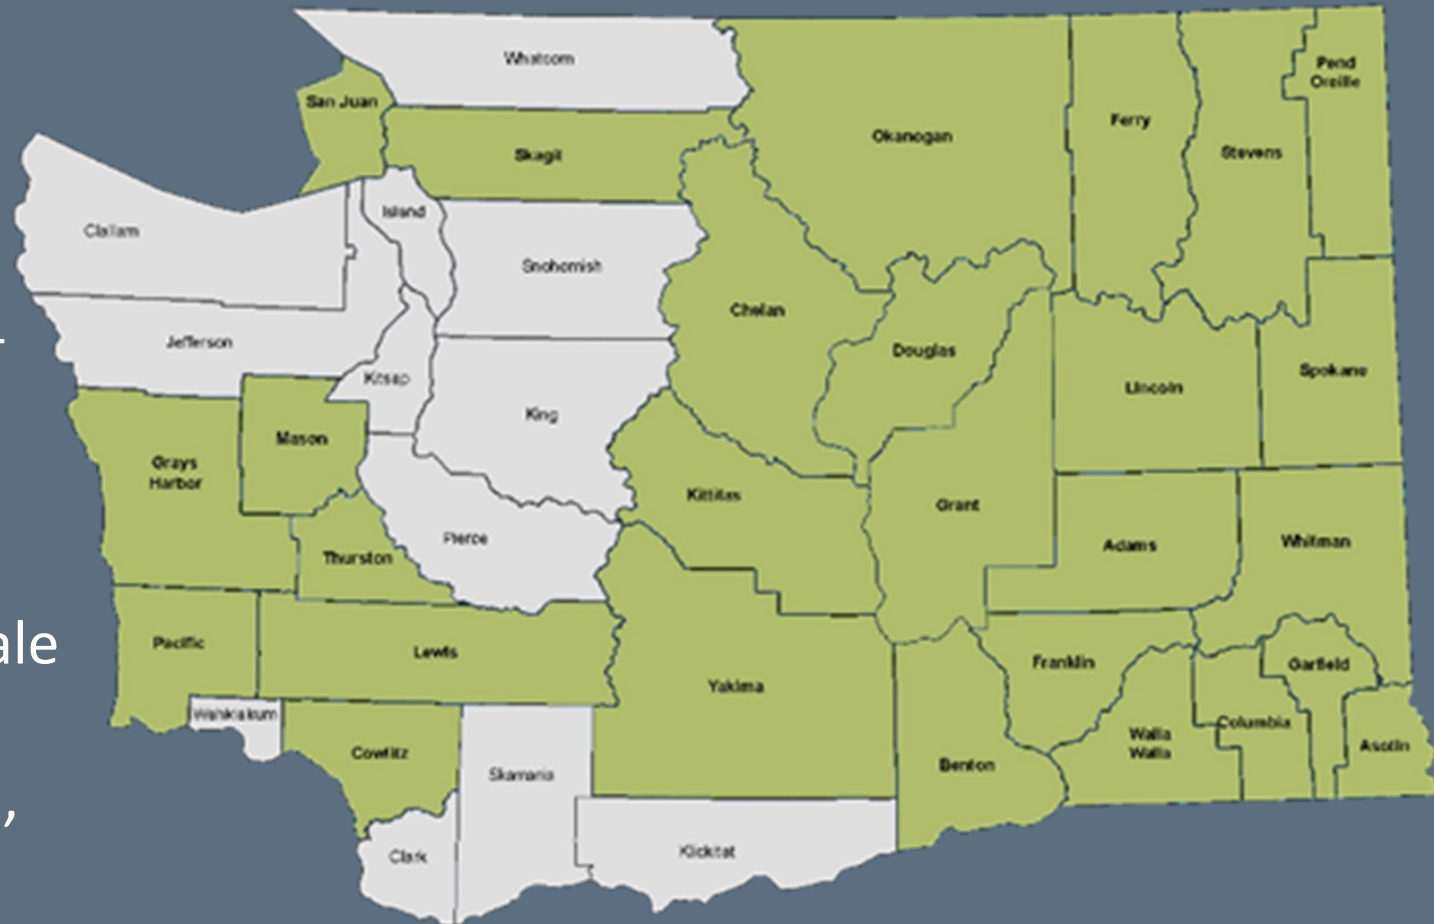 Whatcom
San Juan
Skagit
Okanogan
Ferry
Stevens
Pend
Oreille
Clallam
Island
Snohomish
Chelan
Jefferson
Kitsap
King
Douglas
Lincoln
Spokane
Grays
Harbor
Mason
Kittitas
Grant
Adams
Whitman
Thurston
Pierce
Pacific
Lewis
Yakima
Franklin
Garfield
ale
Wahkiakum
Cowlitz
Skamania
Benton
Walla
Walla
Columbia
Asotin
,
Clark
Klickitat